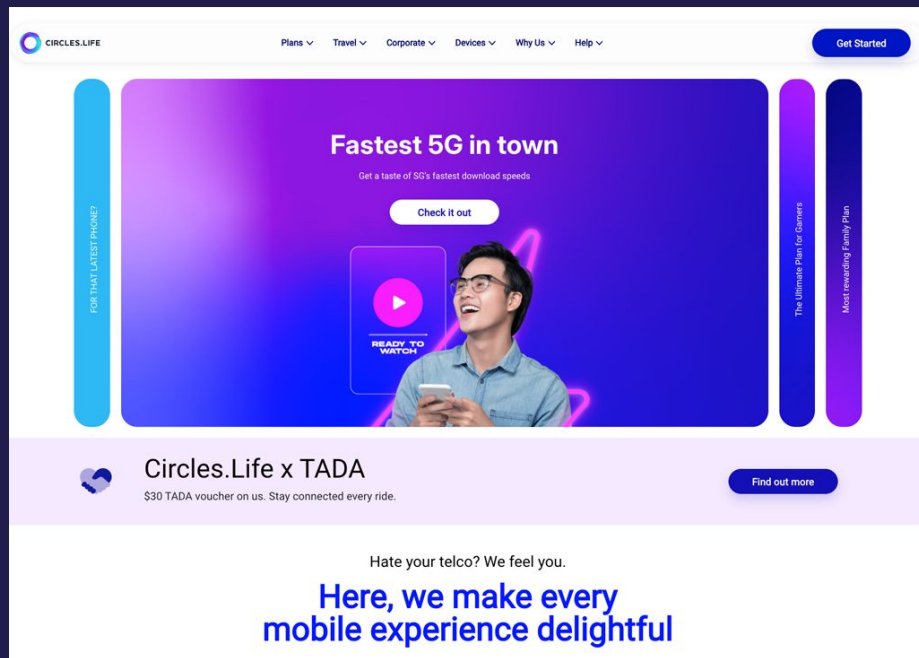 CIRCLES.LIFE
Plans
Travel
Corporate
Devices
Why Us
Help
Get Started
FOR THAT LATEST PHONE?
Fastest 5G in town
Get a taste of SG's fastest download speeds
Check it out
READY TO
WATCH
The Ultimate Plan for Gamers
Most rewarding Family Plan
Circles.Life x TADA
$30 TADA voucher on us. Stay connected every ride.
Find out more
Hate your telco? We feel you.
Here, we make every
mobile experience delightful